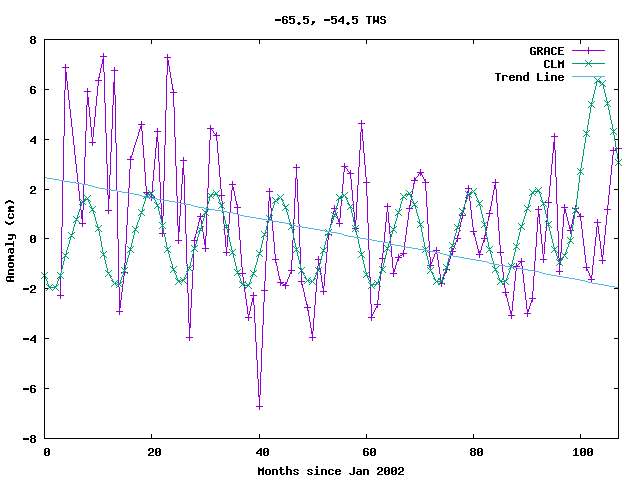 -65.5, -54.5 TWS
GRACE
CLM
Trend Line
Anomaly (cm)
8
6
4
2
0
-2
-4
-6
-8
0 20 40 60 80 100
Months since Jan 2002